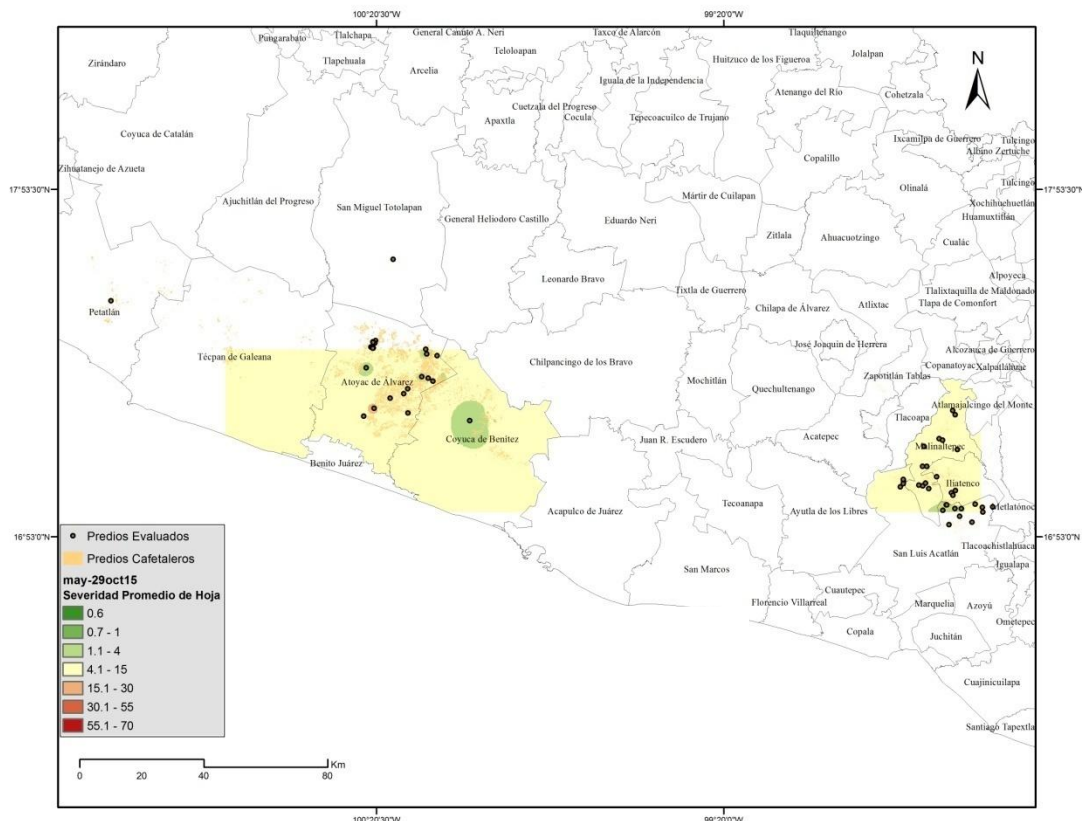 100°20'30"W 99°20'0"W
General Canuto A. Neri
Taxco de Alarcón
Tlaquiltenango
Tlalchapa
Pungarabato
Teloloapan
Jolalpan
Zirándaro
Tlapehuala
Arcelia
Huitzuco de los Figueroa
N
Iguala de la Independencia
Atenango del Río
Cohetzala
Cuetzala del Progreso
Cocula
Tepecoacuilco de Trujano
Apaxtla
Coyuca de Catalán
Ixcamilpa de Guerrero
Tulcingo
Albino Zertuche
Copalillo
Zihuatanejo de Azueta
Tulcingo
17°53'30"N 17°53'30"N
Olinalá
Mártir de Cuilapan
Ajuchitlán del Progreso
San Miguel Totolapan
Xochihuehuetlán
General Heliodoro Castillo
Eduardo Neri
Huamuxtitlán
Zitlala
Ahuacuotzingo
Cualác
Alpoyeca
Leonardo Bravo
Tixtla de Guerrero
Tlalixtaquilla de Maldonado
Chilapa de Álvarez
Atlixtac
Tlapa de Comonfort
Petatlán
José Joaquin de Herrera
Alcozauca de Guerrero
Técpan de Galeana
Chilpancingo de los Bravo
Copanatoyac
Xalpatláhuac
Zapotitlán Tablas
Atoyac de Álvarez
Mochitlán
Quechultenango
Atlamajalcingo del Monte
Tlacoapa
Coyuca de Benítez
Juan R. Escudero
Acatepec
Malinaltepec
Benito Juárez
Iliatenco
Tecoanapa
Acapulco de Juárez
Ayutla de los Libres
Metlatónoc
16°53'0"N
San Luis Acatlán
Tlacoachistlahuaca
San Marcos
Igualapa
Cuautepec
Florencio Villarreal
Marquelia
Azoyú
Ometepec
Copala
Juchitán
Cuajinicuilapa
Santiago Tapextla
Predios Evaluados
Predios Cafetaleros
may-29oct15
Severidad Promedio de Hoja
0.6
0.7 - 1
1.1 - 4
4.1 - 15
15.1 - 30
30.1 - 55
55.1 - 70
Km
0 20 40 80
100°20'30"W 99°20'0"W